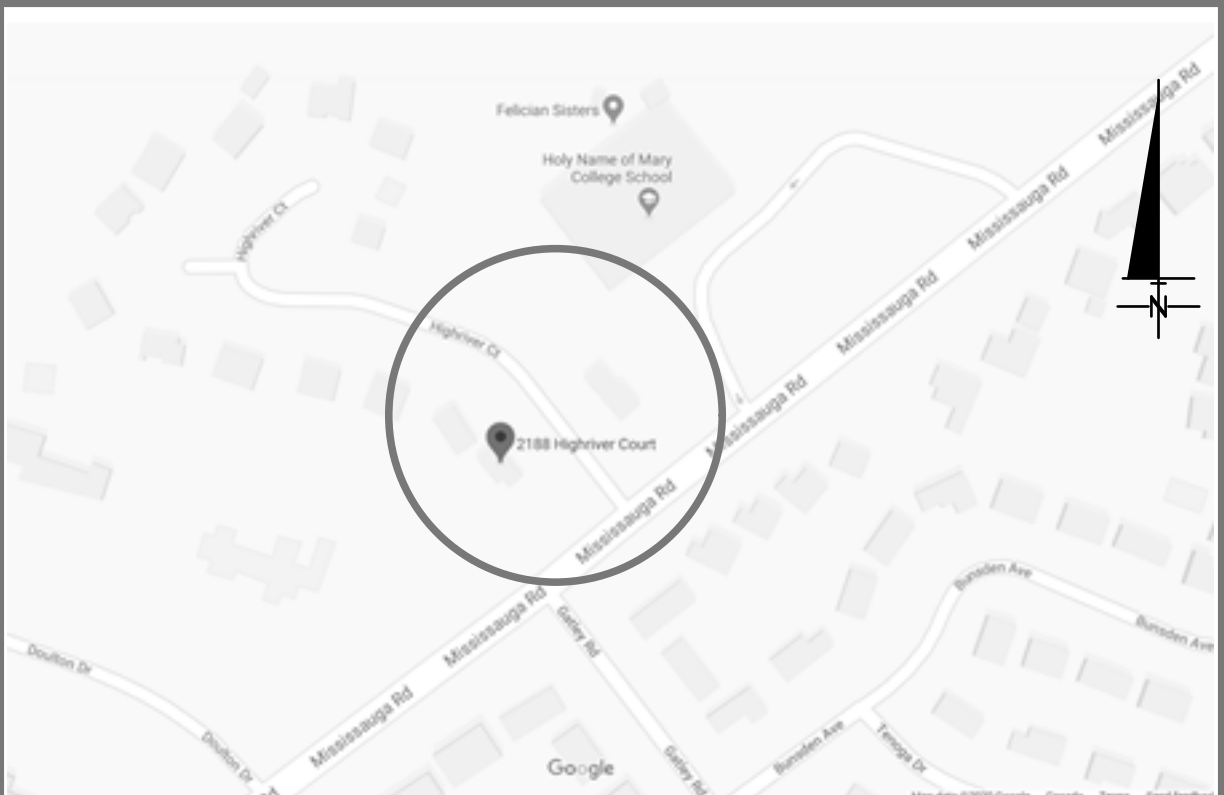 Mississauga Rd
Felician Sisters
Holy Name of Mary
College School
Mississauga Rd
Highriver Ct
Mississauga Rd
N
Highriver Ct
Mississauga Rd
2188 Highriver Court
Mississauga Rd
Bunsden Ave
Mississauga Rd
Gatley Rd
Bunsden Ave
Doulton Dr
Mississauga Rd
Doulton Dr
Bunsden Ave
Tenoga Dr
Gatley Rd
Google